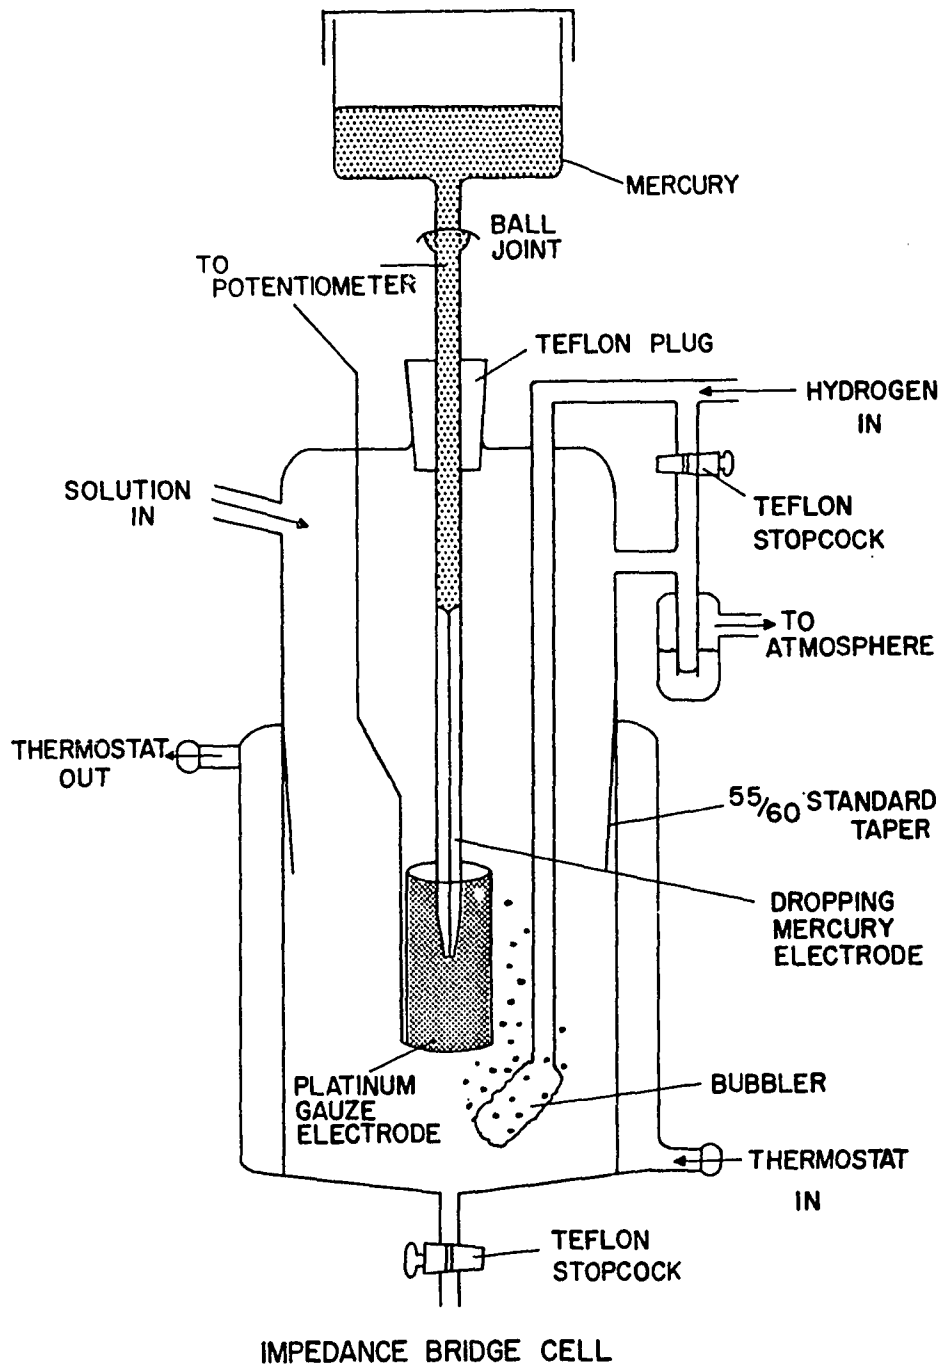 MERCURY
BALL
JOINT
TO
POTENTIOMETER
TEFLON PLUG
HYDROGEN
IN
SOLUTION
IN
TEFLON
STOPCOCK
TO
ATMOSPHERE
THERMOSTAT
OUT
55/60 STANDARD
TAPER
DROPPING
MERCURY
ELECTRODE
PLATINUM
GAUZE
ELECTRODE
BUBBLER
THERMOSTAT
IN
TEFLON
STOPCOCK
IMPEDANCE BRIDGE CELL